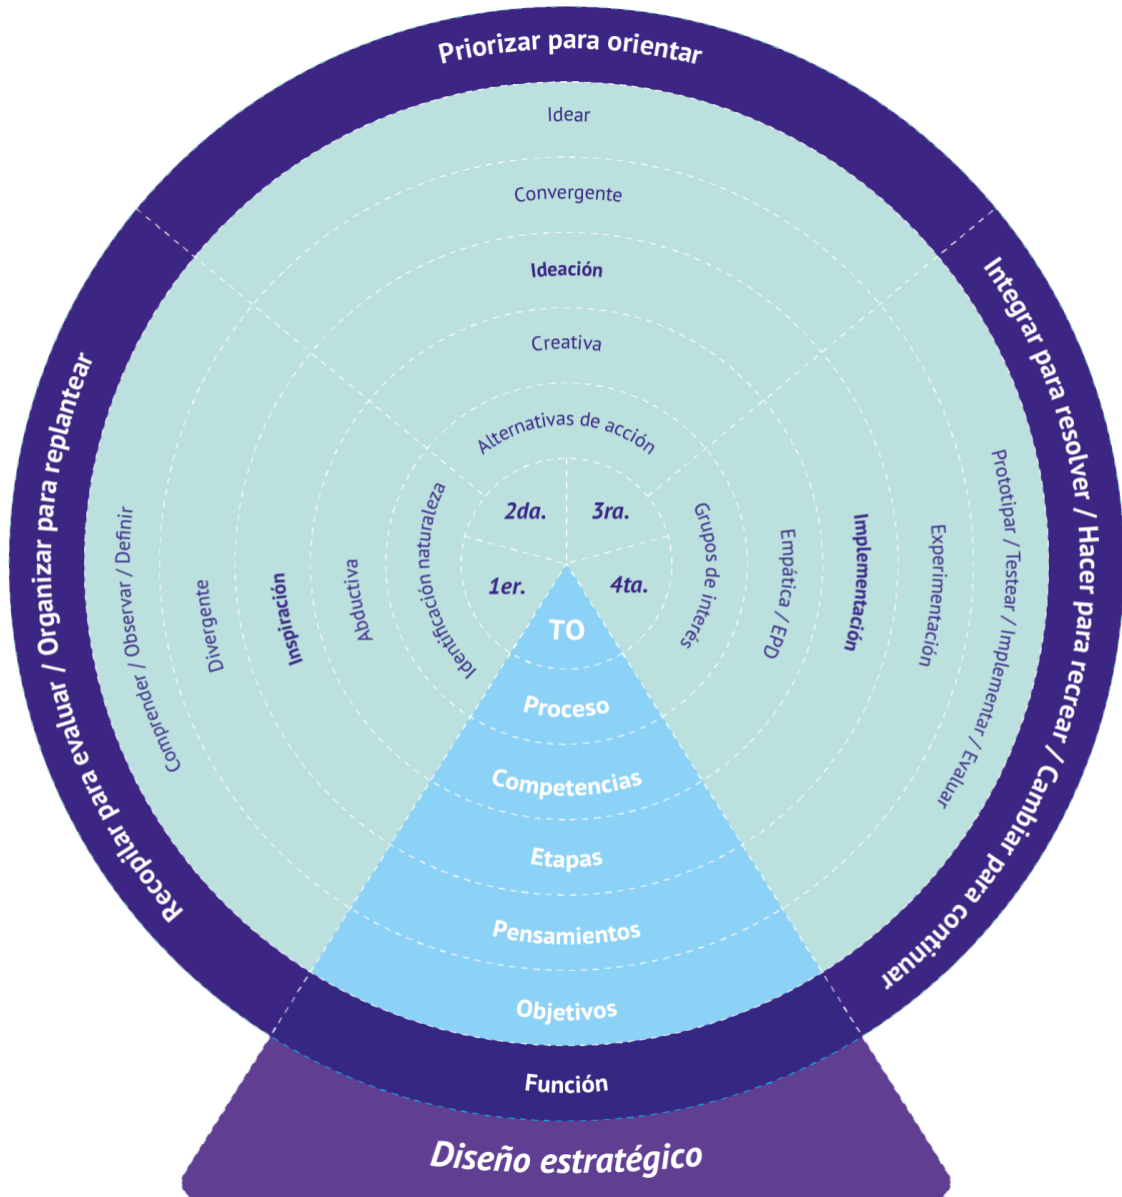 Priorizar para orientar
Idear
Convergente
Ideación
Creativa
Alternativas de acción
Recopilar para evaluar / Organizar para replantear
Comprender / Observar / Definir
Divergente
Inspiración
Abductiva
Identificación naturaleza
2da.
3ra.
1er.
4ta.
Grupos de interés
Empática / EPD
Implementación
Experimentación
Prototipar / Testear / Implementar / Evaluar
Integrar para resolver / Hacer para recrear / Cambiar para continuar
TO
Proceso
Competencias
Etapas
Pensamientos
Objetivos
Función
Diseño estratégico